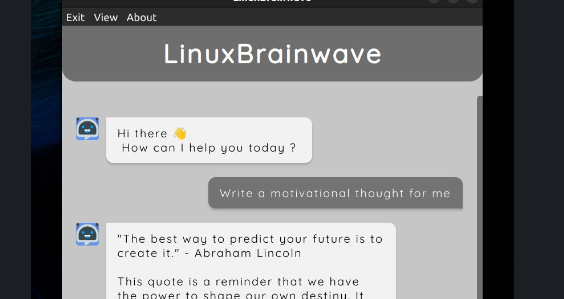 Exit View About
LinuxBrainwave
Hi there 👋
How can I help you today ?
Write a motivational thought for me
"The best way to predict your future is to
create it." - Abraham Lincoln
This quote is a reminder that we have
the power to shape our own destiny. It